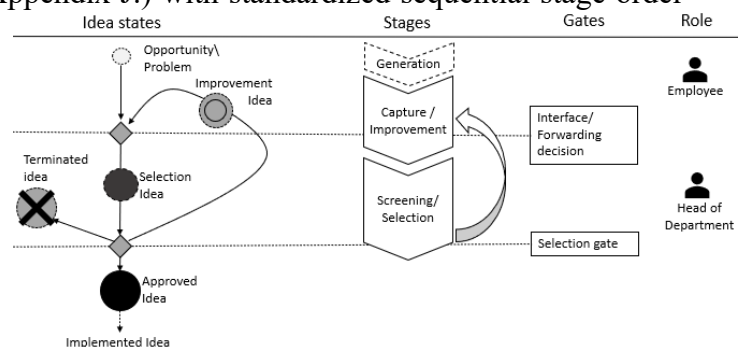 Appendix J.) with standardized sequential stage order
Idea states
Stages
Gates
Role
Opportunity\
Problem
Improvement
Idea
Generation
Employee
Capture /
Improvement
Interface/
Forwarding
decision
Terminated
idea
Selection
Idea
Screening/
Selection
Head of
Department
Selection gate
Approved
Idea
Implemented Idea